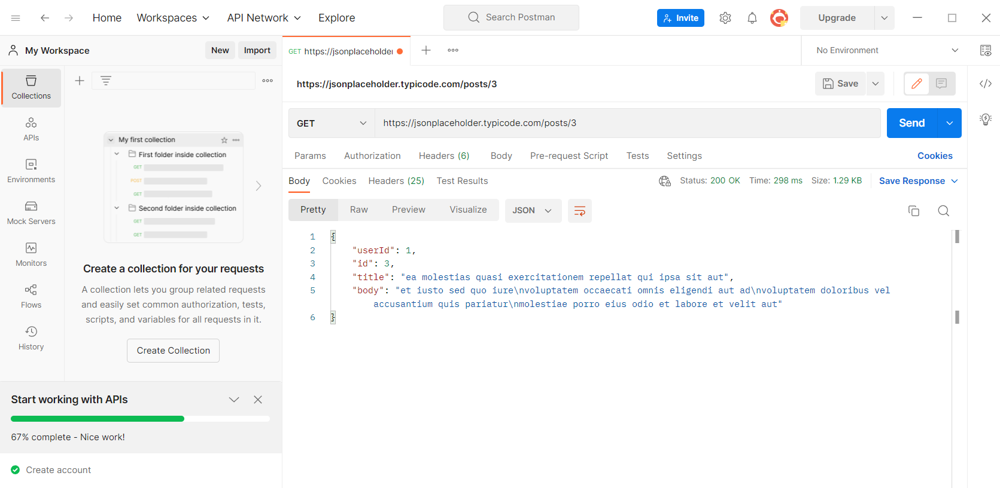 Home Workspaces API Network Explore Search Postman Invite Upgrade
My Workspace New Import
GET https://jsonplaceholder No Environment
https://jsonplaceholder.typicode.com/posts/3 Save
Collections
APIs
Environments
Mock Servers
Monitors
Flows
History
My first collection
First folder inside collection
GET
POST
GET
Second folder inside collection
GET
GET
Create a collection for your requests
A collection lets you group related requests
and easily set common authorization, tests,
scripts, and variables for all requests in it.
Create Collection
Start working with APIs
67% complete - Nice work!
Create account
GET https://jsonplaceholder.typicode.com/posts/3 Send
Params Authorization Headers (6) Body Pre-request Script Tests Settings Cookies
Body Cookies Headers (25) Test Results Status: 200 OK Time: 298 ms Size: 1.29 KB Save Response
Pretty Raw Preview Visualize JSON
1 {
2 "userId": 1,
3 "id": 3,
4 "title": "ea molestias quasi exercitationem repellat qui ipsa sit aut",
5 "body": "et iusto sed quo iure\nvoluptatem occaecati omnis eligendi aut ad\nvoluptatem doloribus vel
accusantium quis pariatur\nmolestiae porro eius odio et labore et velit aut"
6 }